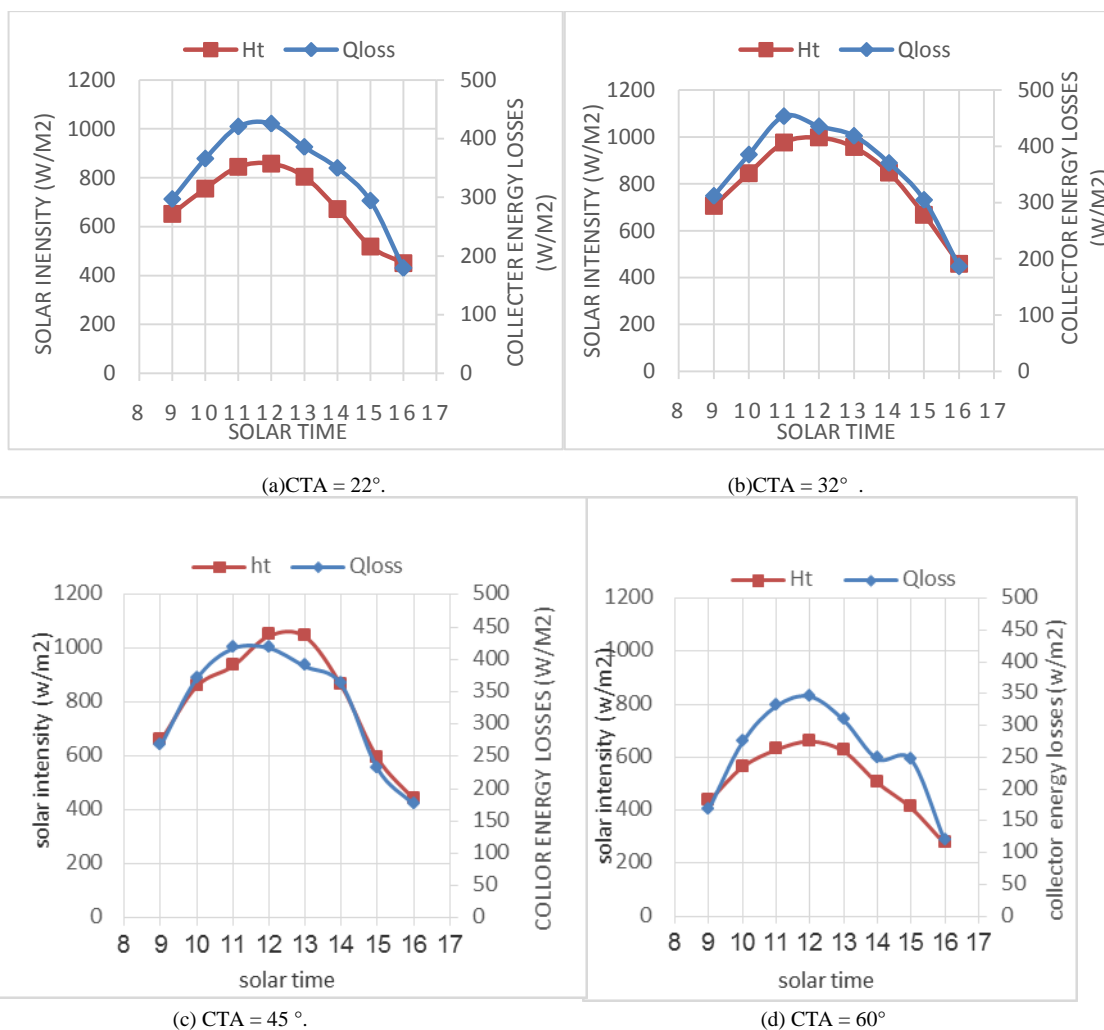 Ht Qloss
1200
1000
800
600
400
200
0
SOLAR INENSITY (W/M2)
500
400
300
200
100
0
COLLECTER ENERGY LOSSES
(W/M2)
8 9 10 11 12 13 14 15 16 17
SOLAR TIME
(a)CTA = 22°.
Ht Qloss
1200
1000
800
600
400
200
0
SOLAR INTENSITY (W/M2)
500
400
300
200
100
0
COLLECTOR ENERGY LOSSES
(W/M2)
8 9 10 11 12 13 14 15 16 17
SOLAR TIME
(b)CTA = 32° .
ht Qloss
1200
1000
800
600
400
200
0
solar intensity (w/m2)
500
450
400
350
300
250
200
150
100
50
0
COLLOR ENERGY LOSSES (W/M2)
8 9 10 11 12 13 14 15 16 17
solar time
(c) CTA = 45 °.
Ht Qloss
1200
1000
800
600
400
200
0
solar intensity (w/m2)
500
450
400
350
300
250
200
150
100
50
0
collector energy losses (w/m2)
8 9 10 11 12 13 14 15 16 17
solar time
(d) CTA = 60°